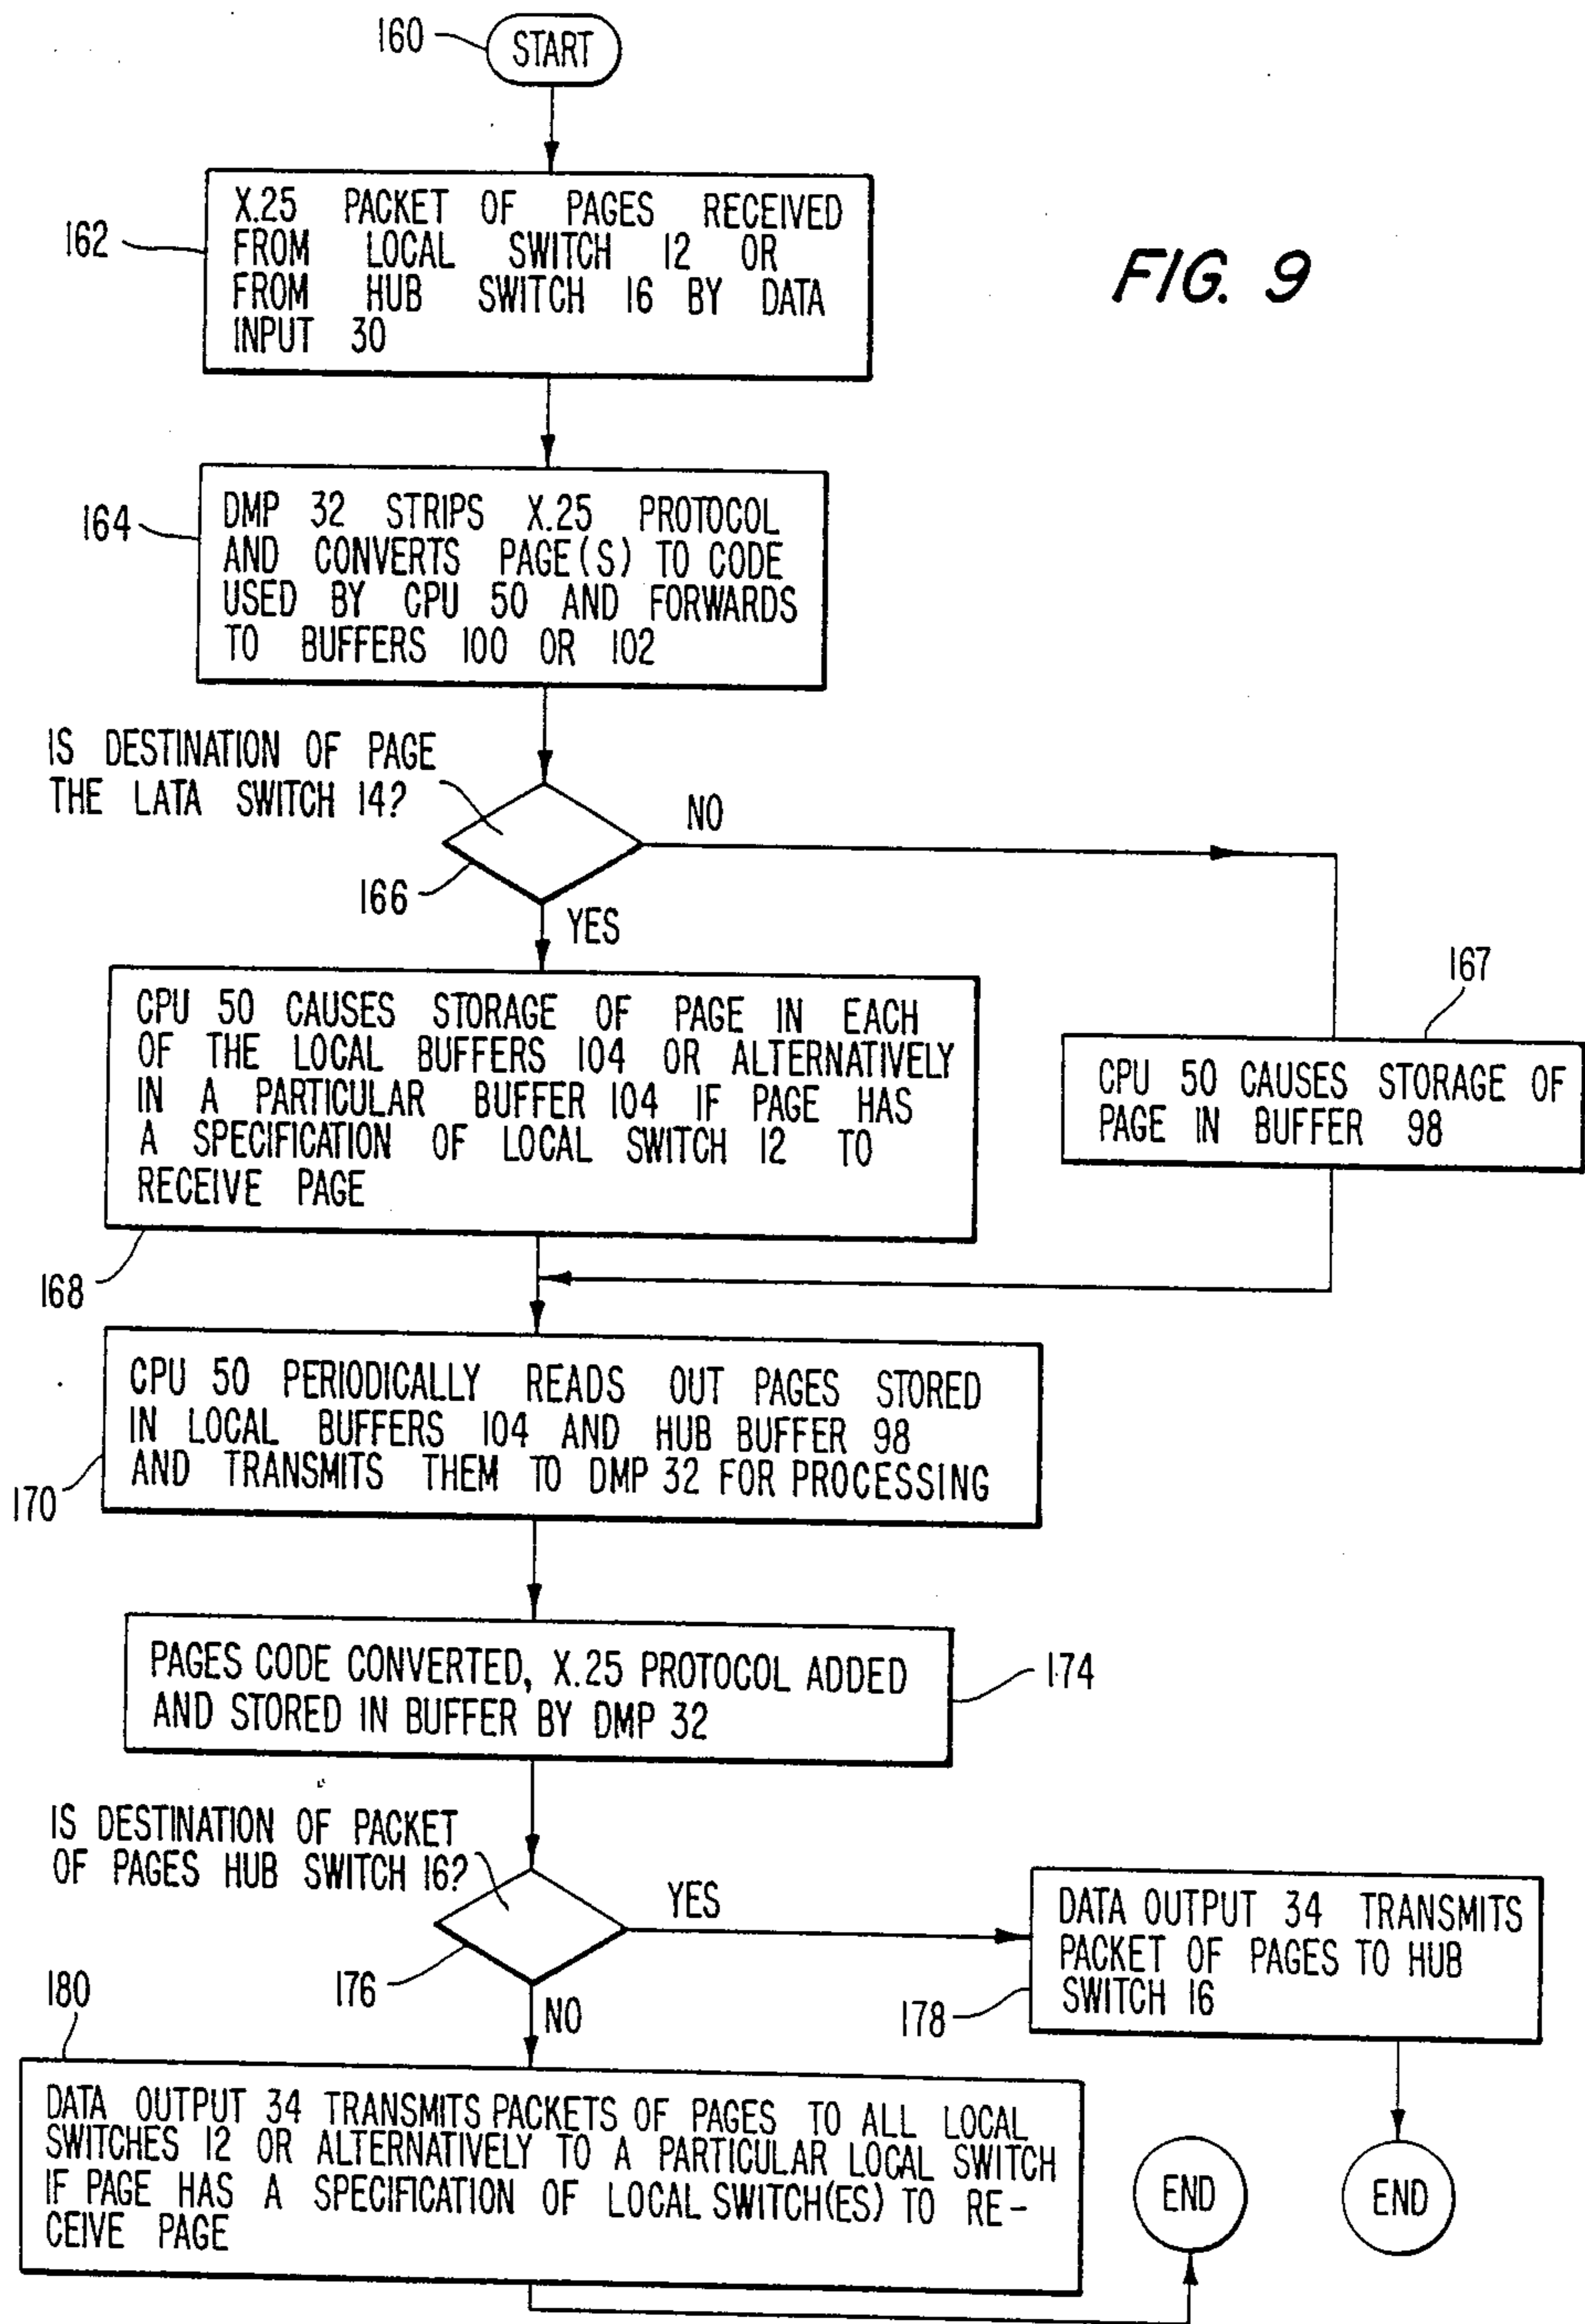 160
START
162
X.25 PACKET OF PAGES RECEIVED
FROM LOCAL SWITCH 12 OR
FROM HUB SWITCH 16 BY DATA
INPUT 30
FIG. 9
164
DMP 32 STRIPS X.25 PROTOCOL
AND CONVERTS PAGE(S) TO CODE
USED BY CPU 50 AND FORWARDS
TO BUFFERS 100 OR 102
IS DESTINATION OF PAGE
THE LATA SWITCH 14?
NO
166
YES
167
CPU 50 CAUSES STORAGE OF PAGE IN EACH
OF THE LOCAL BUFFERS 104 OR ALTERNATIVELY
IN A PARTICULAR BUFFER 104 IF PAGE HAS
A SPECIFICATION OF LOCAL SWITCH 12 TO
RECEIVE PAGE
CPU 50 CAUSES STORAGE OF
PAGE IN BUFFER 98
168
CPU 50 PERIODICALLY READS OUT PAGES STORED
IN LOCAL BUFFERS 104 AND HUB BUFFER 98
AND TRANSMITS THEM TO DMP 32 FOR PROCESSING
170
PAGES CODE CONVERTED, X.25 PROTOCOL ADDED
AND STORED IN BUFFER BY DMP 32
174
IS DESTINATION OF PACKET
OF PAGES HUB SWITCH 16?
YES
176
NO
DATA OUTPUT 34 TRANSMITS
PACKET OF PAGES TO HUB
SWITCH 16
178
180
DATA OUTPUT 34 TRANSMITS PACKETS OF PAGES TO ALL LOCAL
SWITCHES 12 OR ALTERNATIVELY TO A PARTICULAR LOCAL SWITCH
IF PAGE HAS A SPECIFICATION OF LOCAL SWITCH(ES) TO RE-
CEIVE PAGE
END
END